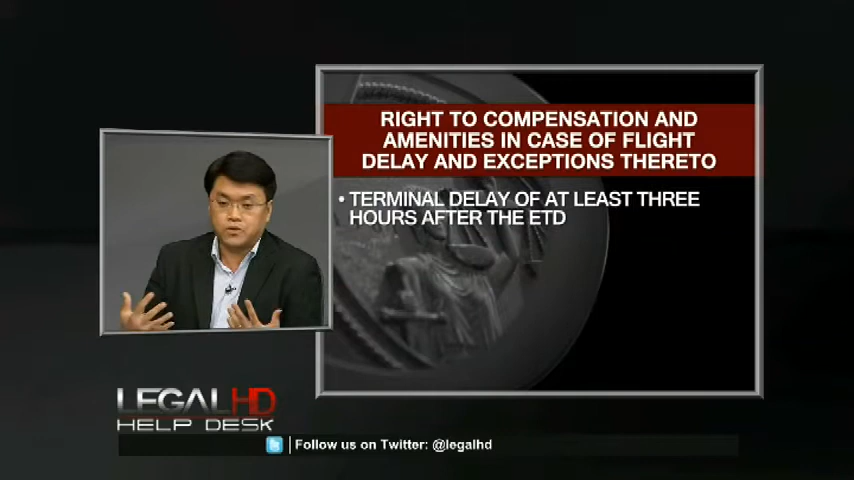 RIGHT TO COMPENSATION AND
AMENITIES IN CASE OF FLIGHT
DELAY AND EXCEPTIONS THERETO
• TERMINAL DELAY OF AT LEAST THREE
HOURS AFTER THE ETD
LEGALHD
HELP DESK
Follow us on Twitter: @legalhd